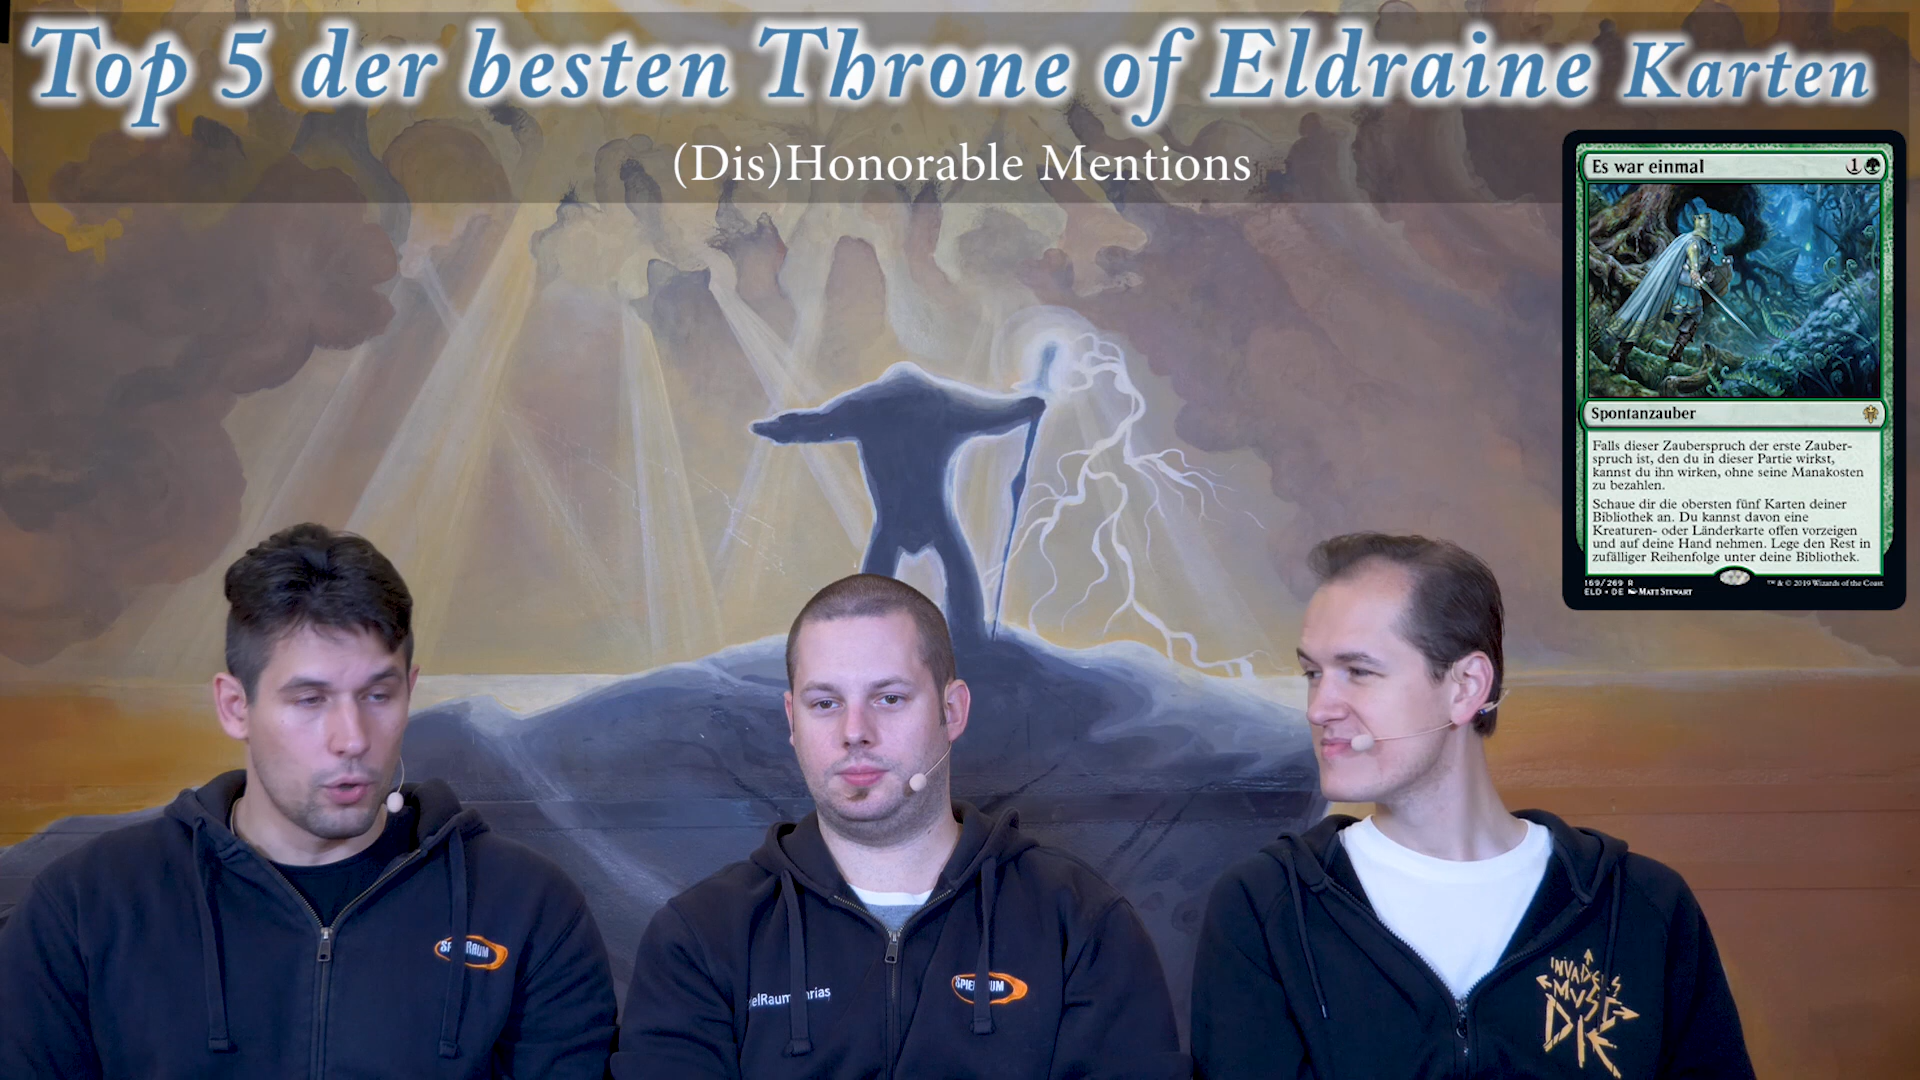 Top 5 der besten Throne of Eldraine Karten
(Dis)Honorable Mentions
Es war einmal 1
Spontanzauber
Falls dieser Zauberspruch der erste Zauber-
spruch ist, den du in dieser Partie wirkst,
kannst du ihn wirken, ohne seine Manakosten
zu bezahlen.
Schaue dir die obersten fünf Karten deiner
Bibliothek an. Du kannst davon eine
Kreaturen- oder Länderkarte offen vorzeigen
und auf deine Hand nehmen. Lege den Rest in
zufälliger Reihenfolge unter deine Bibliothek.
169/269 R
ELD • DE MATT STEWART
™ & © 2019 Wizards of the Coast
INVADERS
MUST
DIE